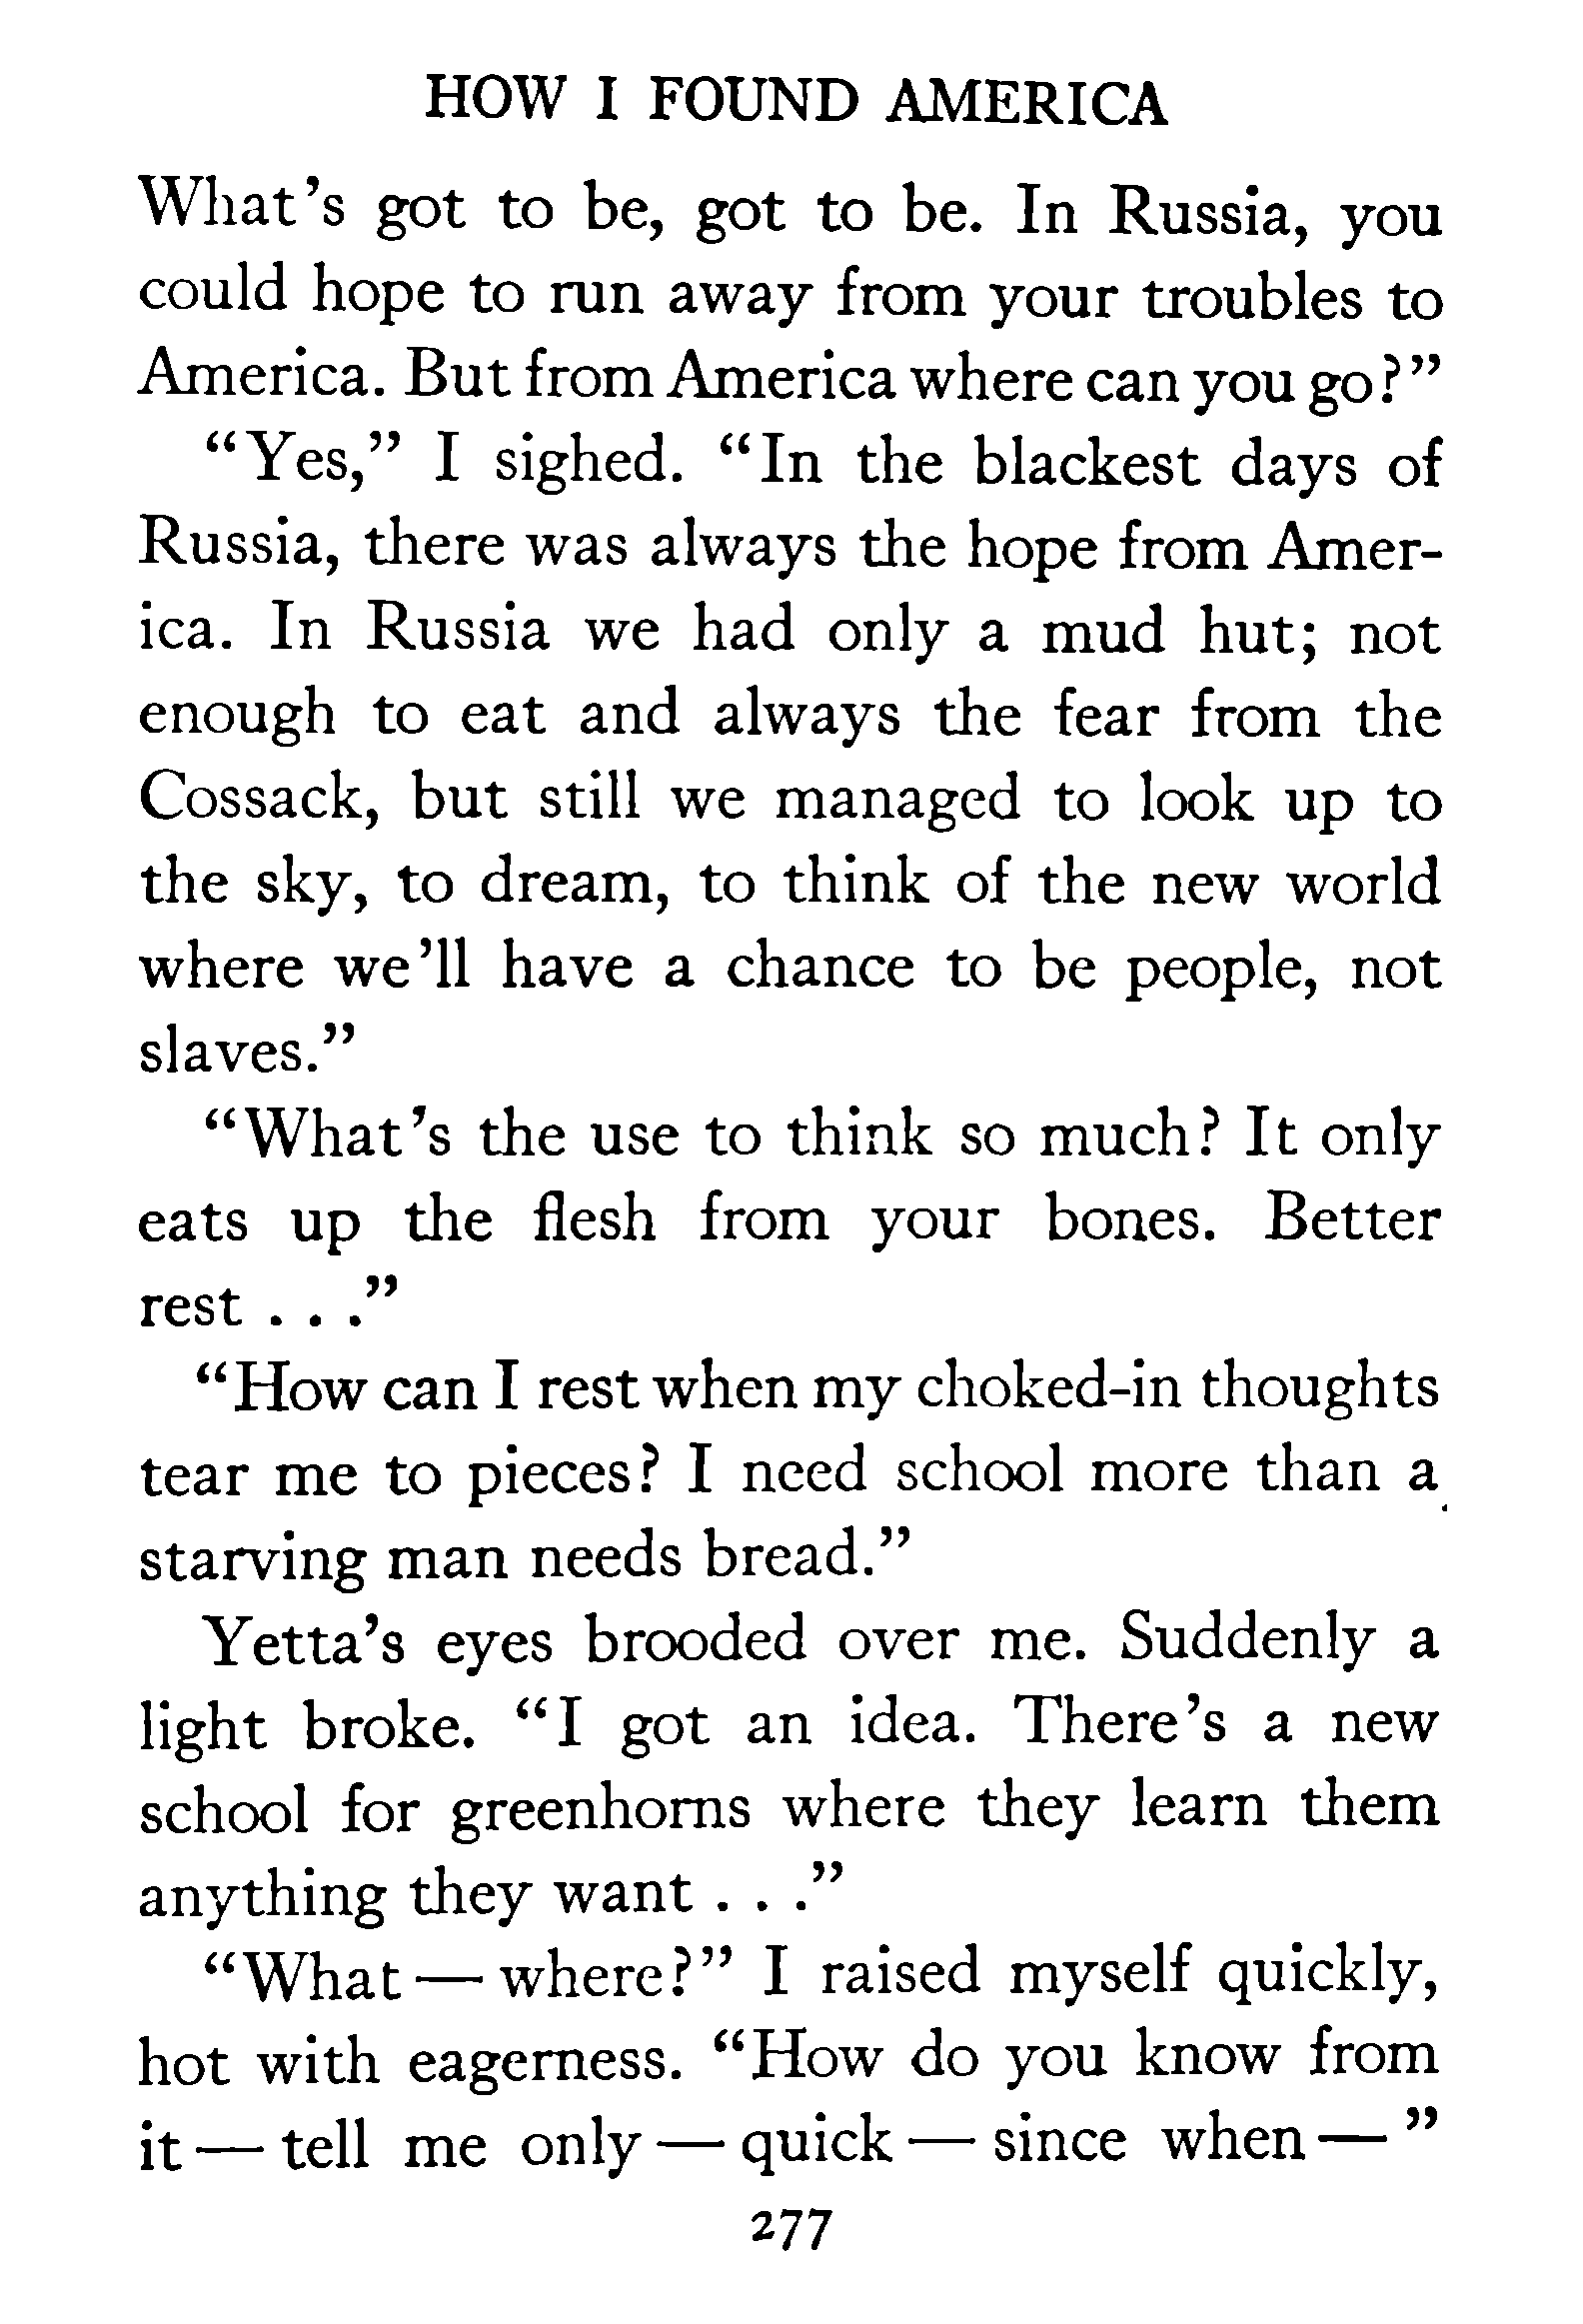 HOW I FOUND AMERICA
What's got to be, got to be. In Russia, you
could hope to run away from your troubles to
America. But from America where can you go?”
“Yes,” I sighed. “In the blackest days of
Russia, there was always the hope from Amer-
ica. In Russia we had only a mud hut; not
enough to eat and always the fear from the
Cossack, but still we managed to look up to
the sky, to dream, to think of the new world
where we'll have a chance to be people, not
slaves.”
“What's the use to think so much? It only
eats up the flesh from your bones. Better
rest . . .”
“How can I rest when my choked-in thoughts
tear me to pieces? I need school more than a
starving man needs bread.”
Yetta's eyes brooded over me. Suddenly a
light broke. “I got an idea. There's a new
school for greenhorns where they learn them
anything they want . . .”
“What — where?” I raised myself quickly,
hot with eagerness. “How do you know from
it — tell me only — quick — since when — ”
277